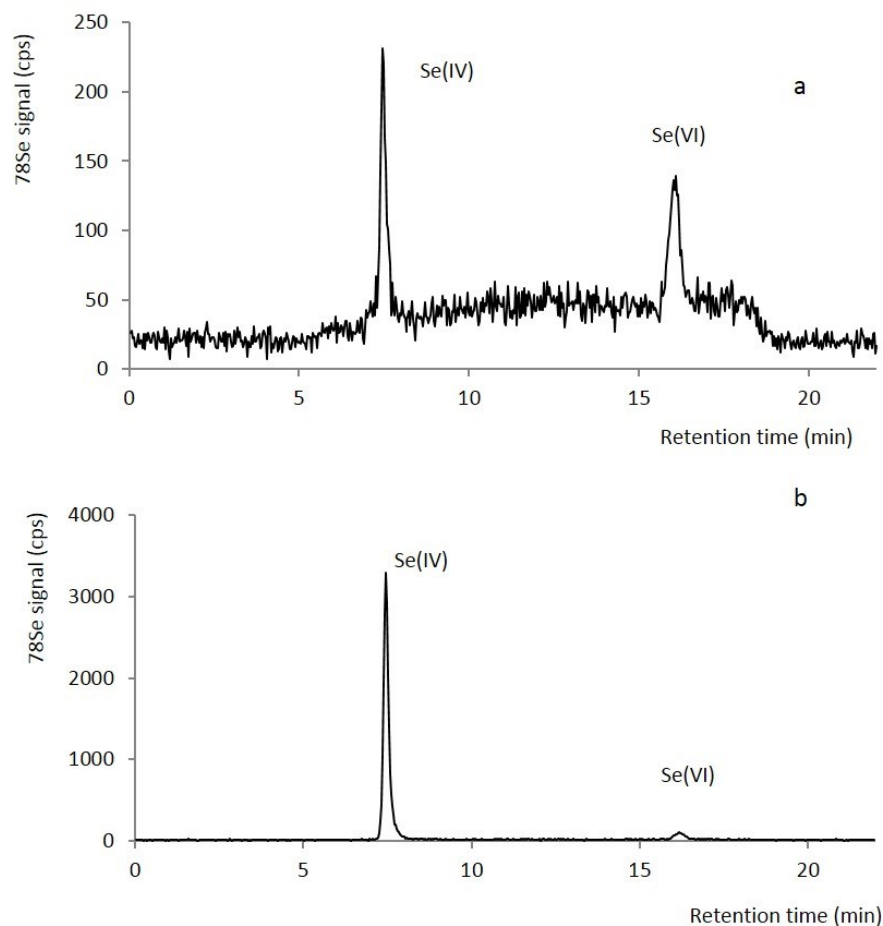 250
78Se signal (cps)
Se(IV)
a
200
Se(VI)
150
100
50
0
0 5 10 15 20
Retention time (min)
b
4000
78Se signal (cps)
Se(IV)
3000
2000
Se(VI)
1000
0
0 5 10 15 20
Retention time (min)